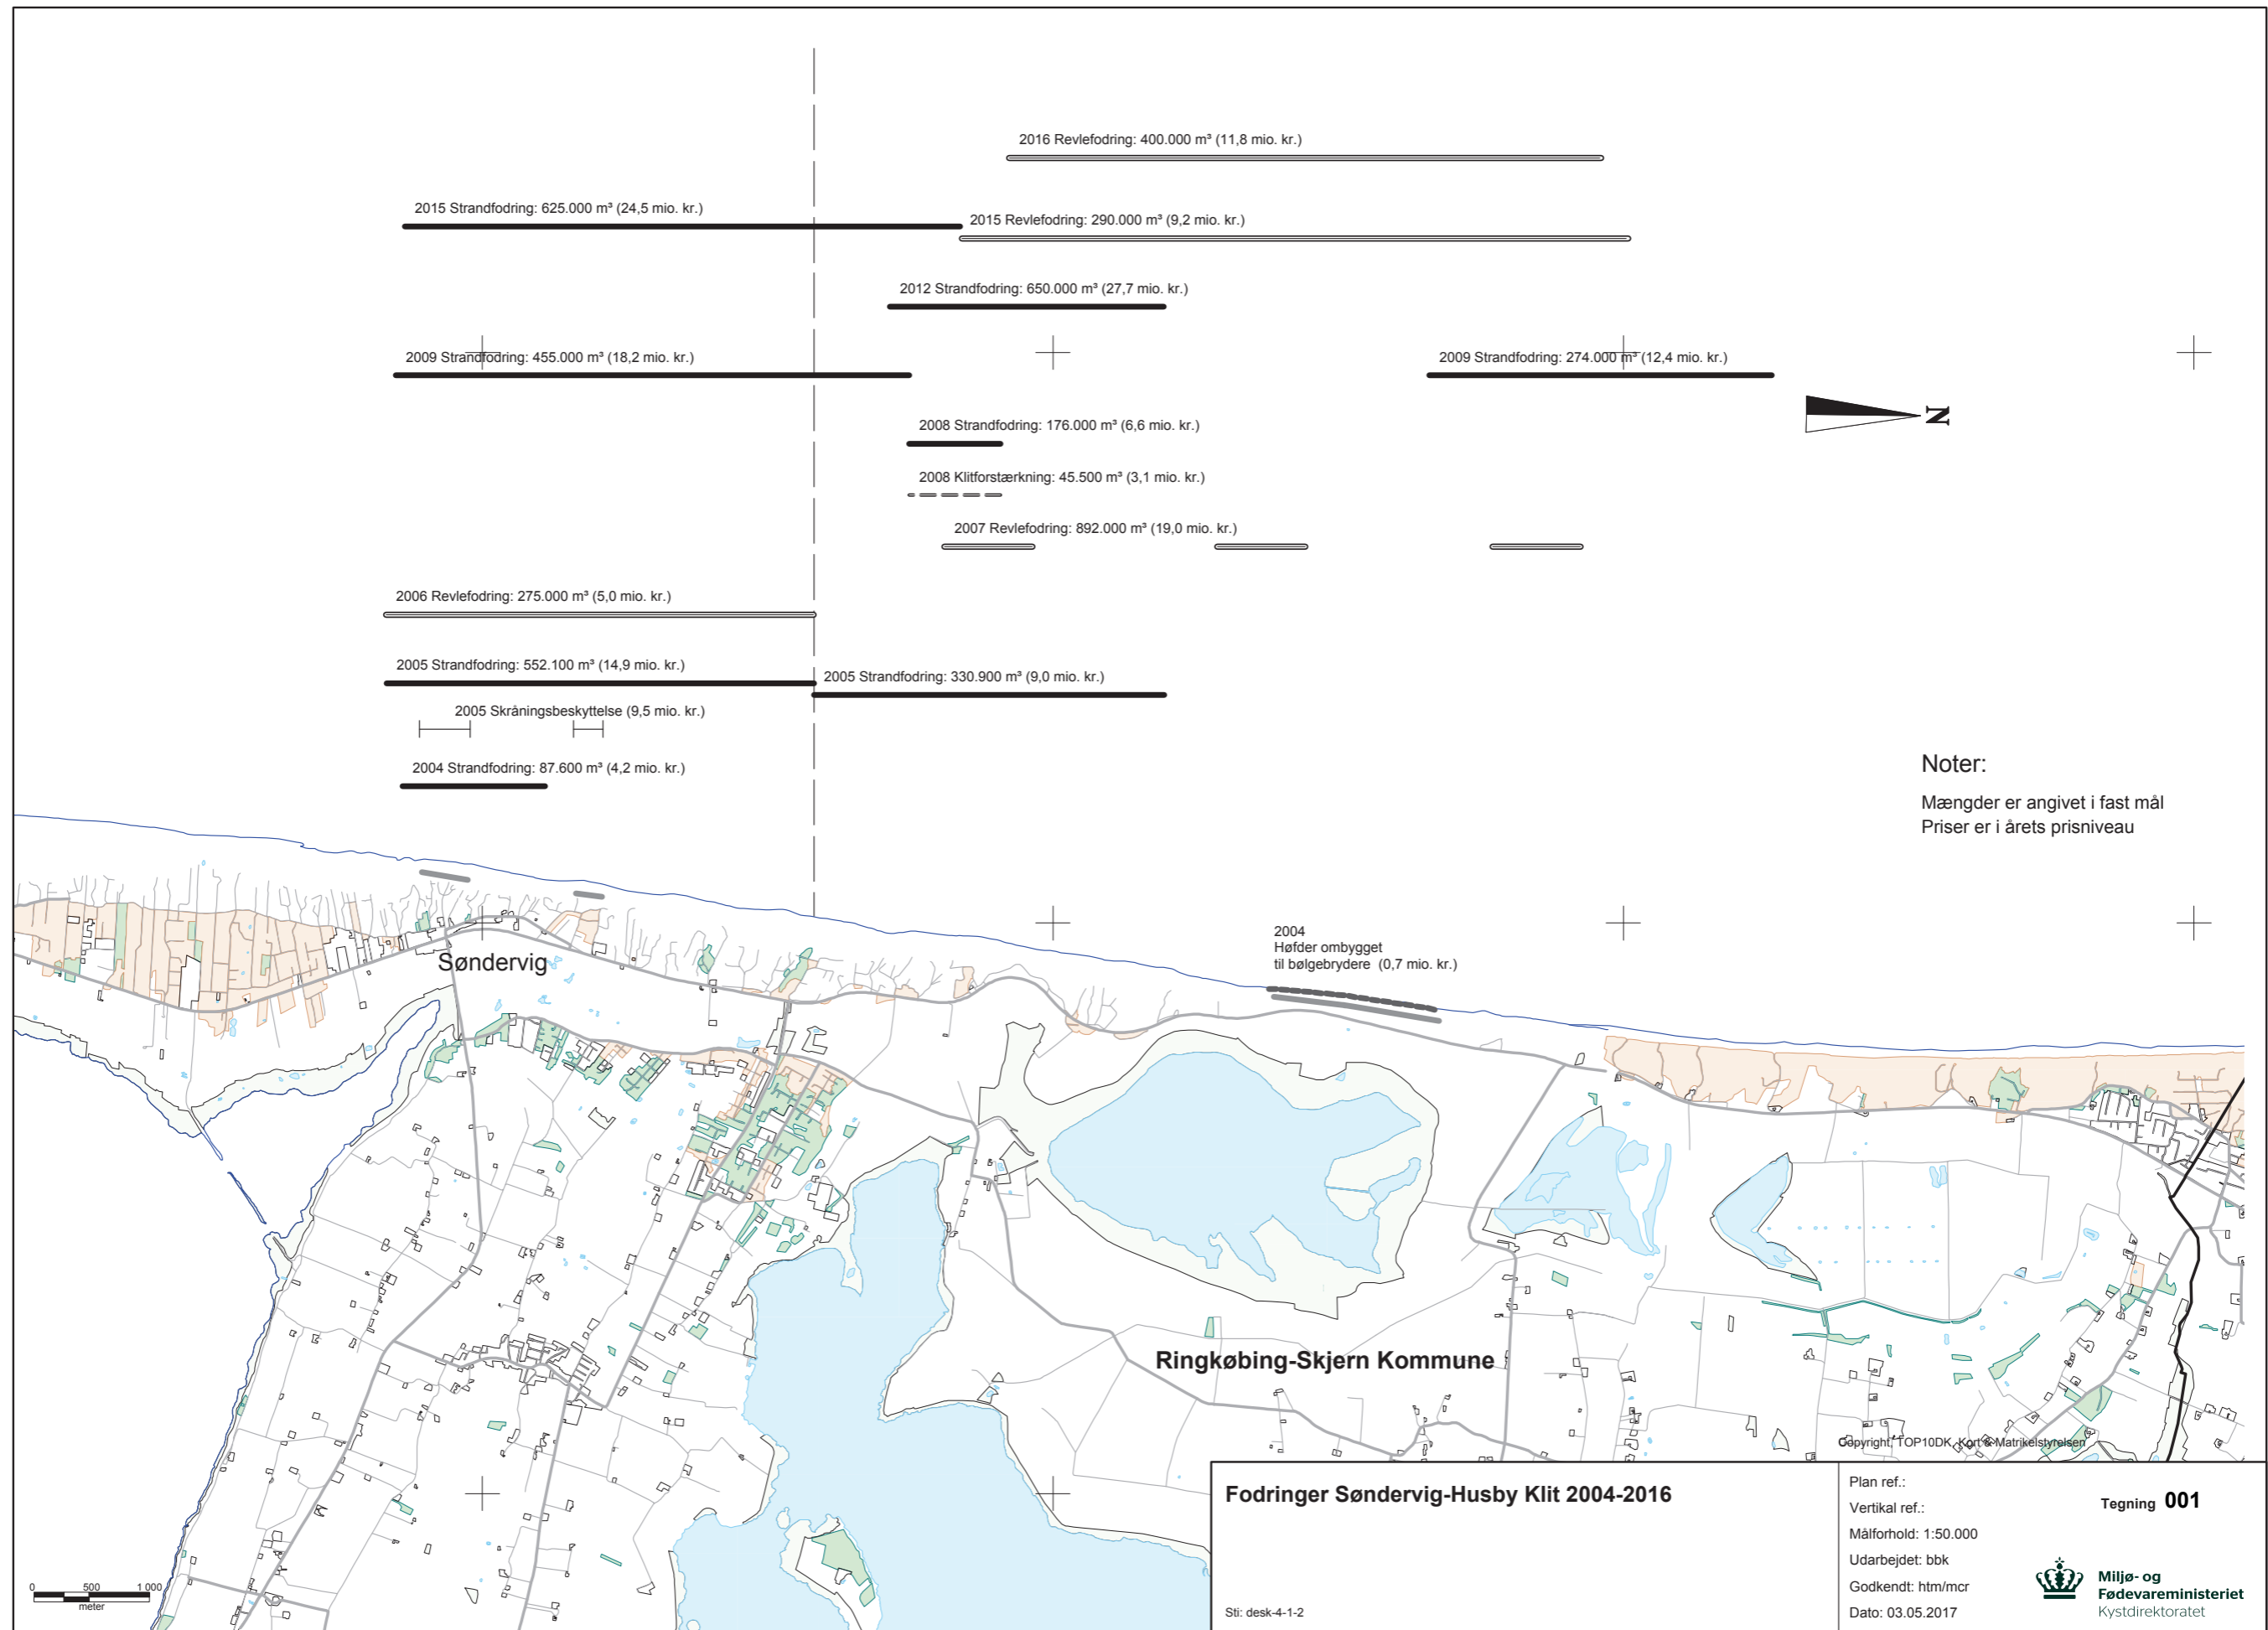 2016 Revlefodring: 400.000 m³ (11,8 mio. kr.)
2015 Strandfodring: 625.000 m³ (24,5 mio. kr.)
2015 Revlefodring: 290.000 m³ (9,2 mio. kr.)
2012 Strandfodring: 650.000 m³ (27,7 mio. kr.)
2009 Strandfodring: 455.000 m³ (18,2 mio. kr.)
2009 Strandfodring: 274.000 m³ (12,4 mio. kr.)
N
2008 Strandfodring: 176.000 m³ (6,6 mio. kr.)
2008 Klitforstærkning: 45.500 m³ (3,1 mio. kr.)
2007 Revlefodring: 892.000 m³ (19,0 mio. kr.)
2006 Revlefodring: 275.000 m³ (5,0 mio. kr.)
2005 Strandfodring: 552.100 m³ (14,9 mio. kr.)
2005 Strandfodring: 330.900 m³ (9,0 mio. kr.)
2005 Skråningsbeskyttelse (9,5 mio. kr.)
2004 Strandfodring: 87.600 m³ (4,2 mio. kr.)
Noter:
Mængder er angivet i fast mål
Priser er i årets prisniveau
2004
Høfder ombygget
til bølgebrydere (0,7 mio. kr.)
Søndervig
Ringkøbing-Skjern Kommune
Copyright, TOP10DK, Kort & Matrikelstyrelsen
0 500 1 000
meter
Fodringer Søndervig-Husby Klit 2004-2016
Sti: desk-4-1-2
Plan ref.:
Vertikal ref.:
Målforhold: 1:50.000
Udarbejdet: bbk
Godkendt: htm/mcr
Dato: 03.05.2017
Tegning 001
Miljø- og
Fødevareministeriet
Kystdirektoratet